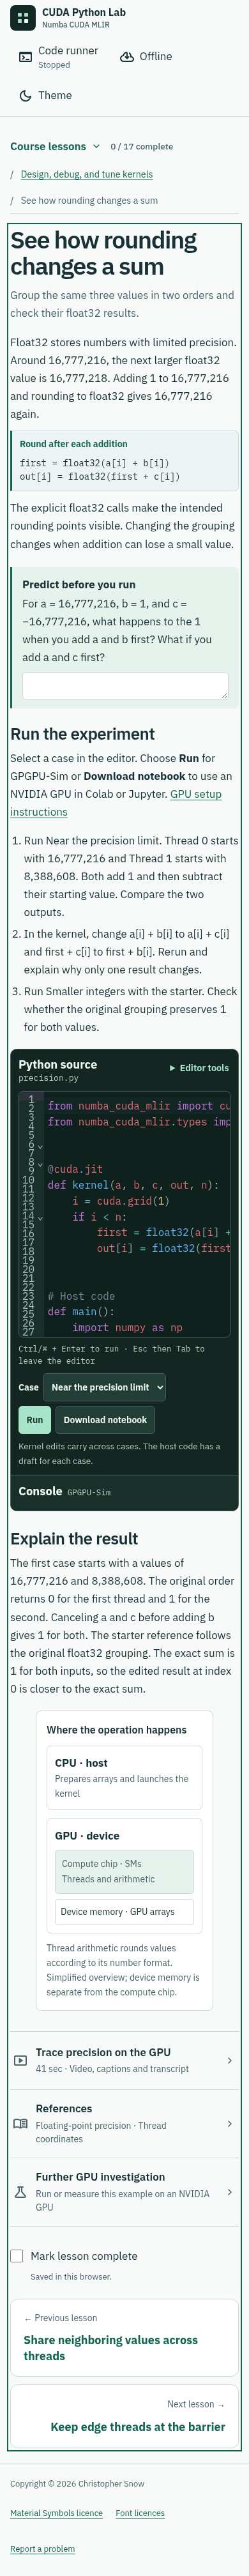 CUDA Python Lab
Numba CUDA MLIR
Code runner
Stopped
Offline
Theme
Course lessons
0 / 17 complete
/ Design, debug, and tune kernels
/ See how rounding changes a sum
See how rounding
changes a sum
Group the same three values in two orders and
check their float32 results.
Float32 stores numbers with limited precision.
Around 16,777,216, the next larger float32
value is 16,777,218. Adding 1 to 16,777,216
and rounding to float32 gives 16,777,216
again.
Round after each addition
first = float32(a[i] + b[i])
out[i] = float32(first + c[i])
The explicit float32 calls make the intended
rounding points visible. Changing the grouping
changes when addition can lose a small value.
Predict before you run
For a = 16,777,216, b = 1, and c =
−16,777,216, what happens to the 1
when you add a and b first? What if you
add a and c first?
Run the experiment
Select a case in the editor. Choose Run for
GPGPU-Sim or Download notebook to use an
NVIDIA GPU in Colab or Jupyter. GPU setup
instructions
1. Run Near the precision limit. Thread 0 starts
with 16,777,216 and Thread 1 starts with
8,388,608. Both add 1 and then subtract
their starting value. Compare the two
outputs.
2. In the kernel, change a[i] + b[i] to a[i] + c[i]
and first + c[i] to first + b[i]. Rerun and
explain why only one result changes.
3. Run Smaller integers with the starter. Check
whether the original grouping preserves 1
for both values.
Python source
precision.py
Editor tools
1
2
3
4
5
6
7
8
9
10
11
12
13
14
15
16
17
18
19
20
21
22
23
24
25
26
27
from numba_cuda_mlir import cu
from numba_cuda_mlir.types imp
@cuda.jit
def kernel(a, b, c, out, n):
i = cuda.grid(1)
if i < n:
first = float32(a[i] +
out[i] = float32(first
# Host code
def main():
import numpy as np
Ctrl/⌘ + Enter to run · Esc then Tab to
leave the editor
Case Near the precision limit
Run
Download notebook
Kernel edits carry across cases. The host code has a
draft for each case.
Console GPGPU-Sim
Explain the result
The first case starts with a values of
16,777,216 and 8,388,608. The original order
returns 0 for the first thread and 1 for the
second. Canceling a and c before adding b
gives 1 for both. The starter reference follows
the original float32 grouping. The exact sum is
1 for both inputs, so the edited result at index
0 is closer to the exact sum.
Where the operation happens
CPU · host
Prepares arrays and launches the
kernel
GPU · device
Compute chip · SMs
Threads and arithmetic
Device memory · GPU arrays
Thread arithmetic rounds values
according to its number format.
Simplified overview; device memory is
separate from the compute chip.
Trace precision on the GPU
41 sec · Video, captions and transcript
References
Floating-point precision · Thread
coordinates
Further GPU investigation
Run or measure this example on an NVIDIA
GPU
Mark lesson complete
Saved in this browser.
← Previous lesson
Share neighboring values across
threads
Next lesson →
Keep edge threads at the barrier
Copyright © 2026 Christopher Snow
Material Symbols licence
Font licences
Report a problem